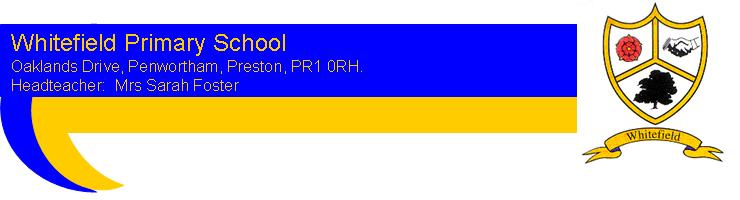 Whitefield Primary School
Oaklands Drive, Penwortham, Preston, PR1 0RH.
Headteacher: Mrs Sarah Foster
Whitefield